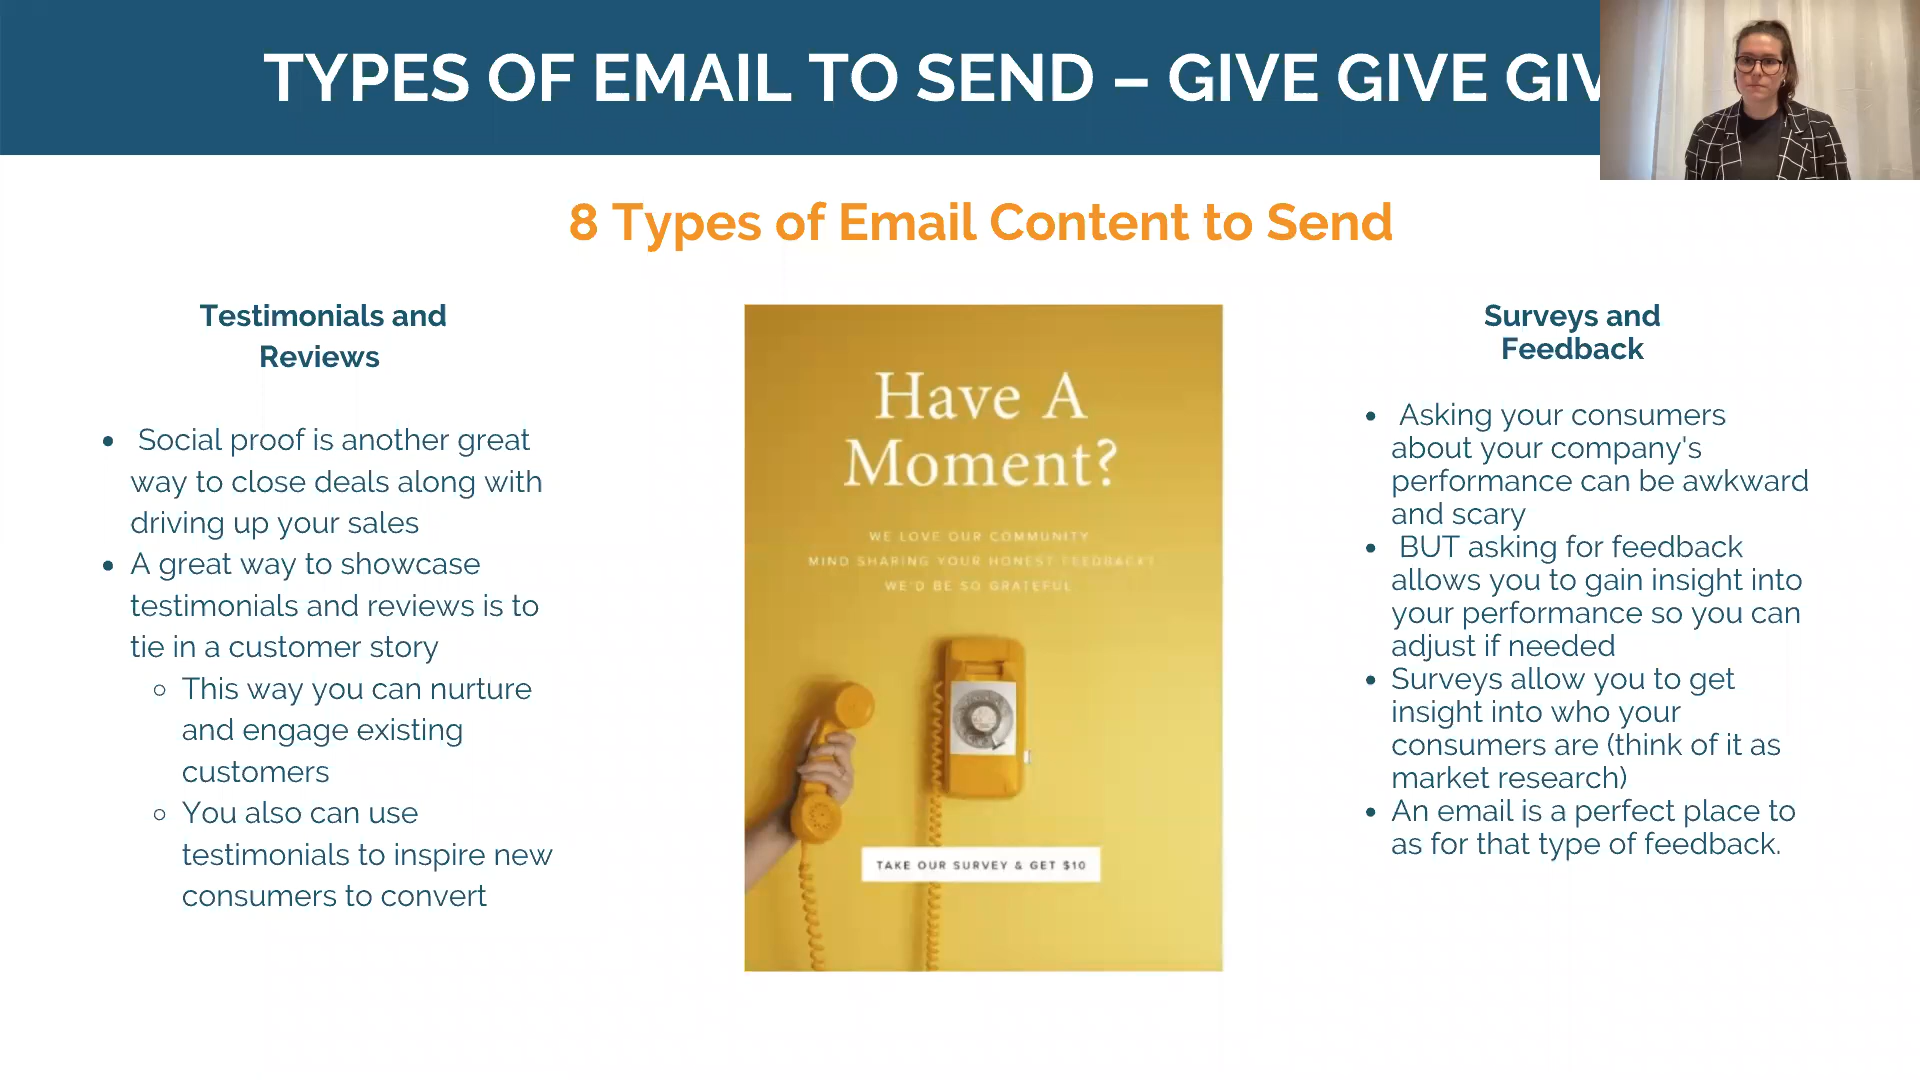 TYPES OF EMAIL TO SEND – GIVE GIVE GIV
8 Types of Email Content to Send
Testimonials and
Reviews
• Social proof is another great
way to close deals along with
driving up your sales
• A great way to showcase
testimonials and reviews is to
tie in a customer story
○ This way you can nurture
and engage existing
customers
○ You also can use
testimonials to inspire new
consumers to convert
Have A
Moment?
WE LOVE OUR COMMUNITY
MIND SHARING YOUR HONEST FEEDBACK?
WE'D BE SO GRATEFUL
TAKE OUR SURVEY & GET $10
Surveys and
Feedback
• Asking your consumers
about your company's
performance can be awkward
and scary
• BUT asking for feedback
allows you to gain insight into
your performance so you can
adjust if needed
• Surveys allow you to get
insight into who your
consumers are (think of it as
market research)
• An email is a perfect place to
as for that type of feedback.